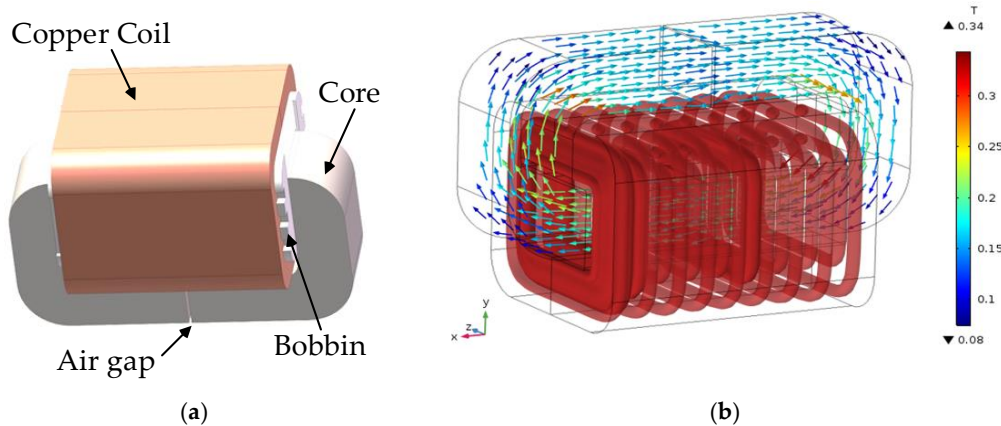 Copper Coil
Core
Air gap
Bobbin
(a)
T
▲ 0.34
0.3
0.25
0.2
0.15
0.1
▼ 0.08
y
z
x
(b)